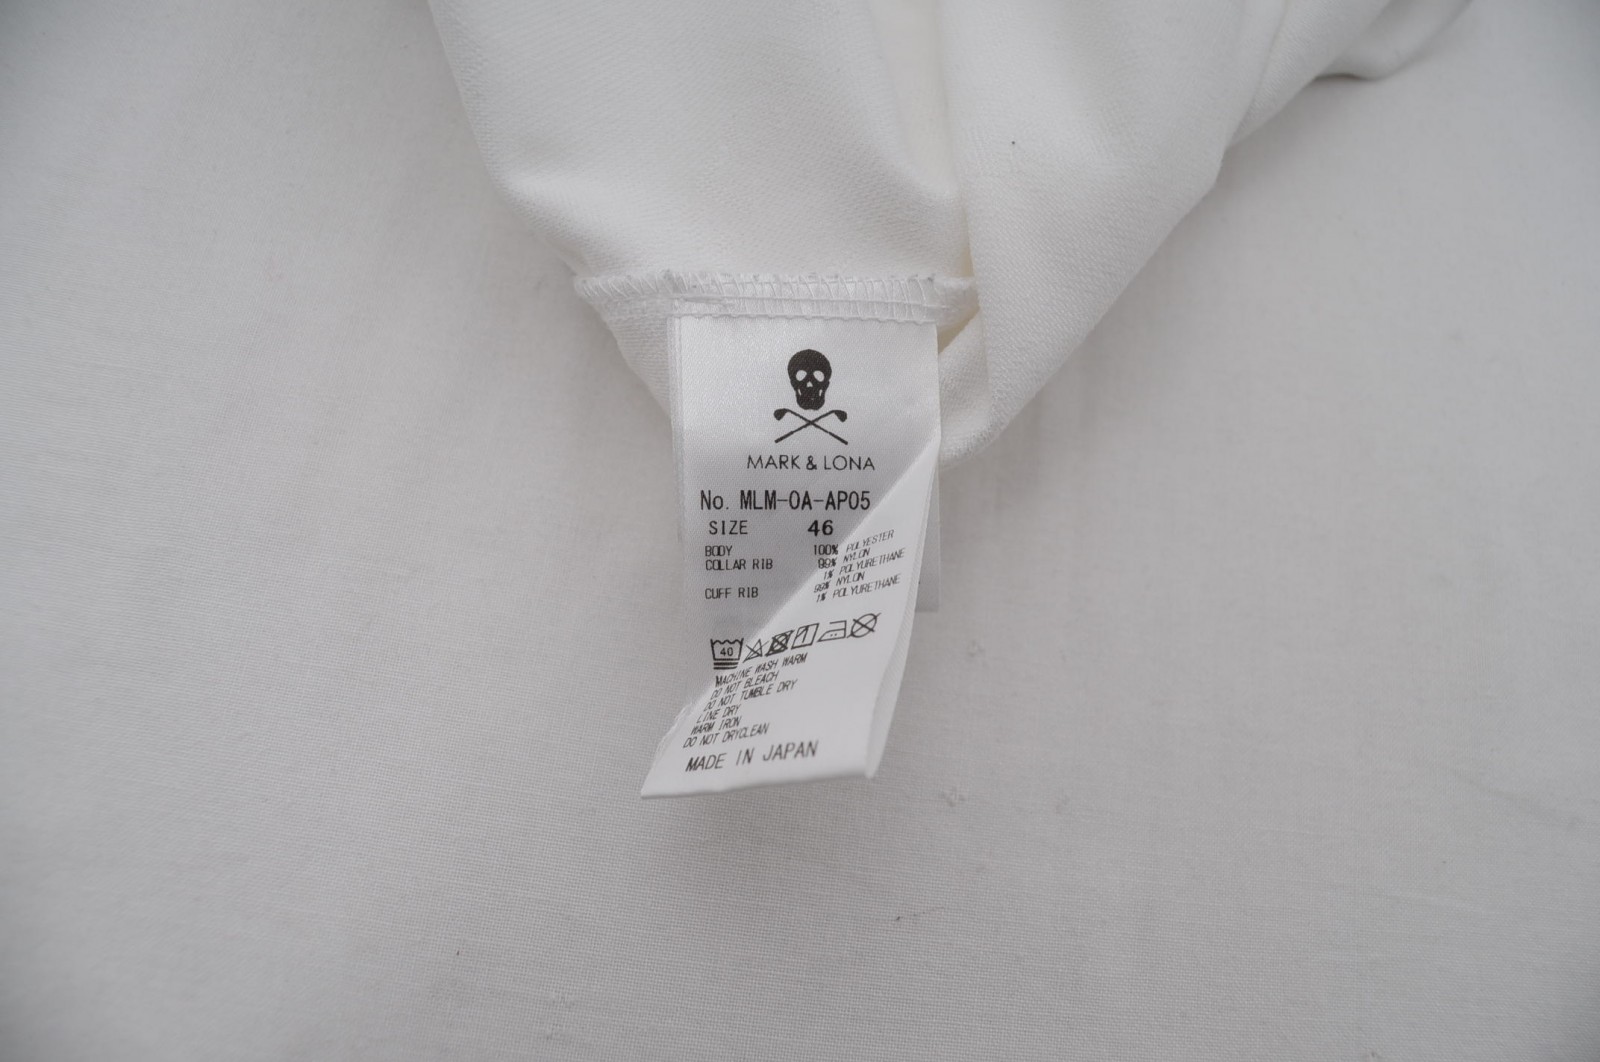 MARK & LONA
No. MLM-0A-AP05
SIZE 46
BODY 100% POLYESTER
COLLAR RIB 99% NYLON
1% POLYURETHANE
CUFF RIB 99% NYLON
1% POLYURETHANE
40
MACHINE WASH WARM
DO NOT BLEACH
DO NOT TUMBLE DRY
LINE DRY
WARM IRON
DO NOT DRYCLEAN
MADE IN JAPAN